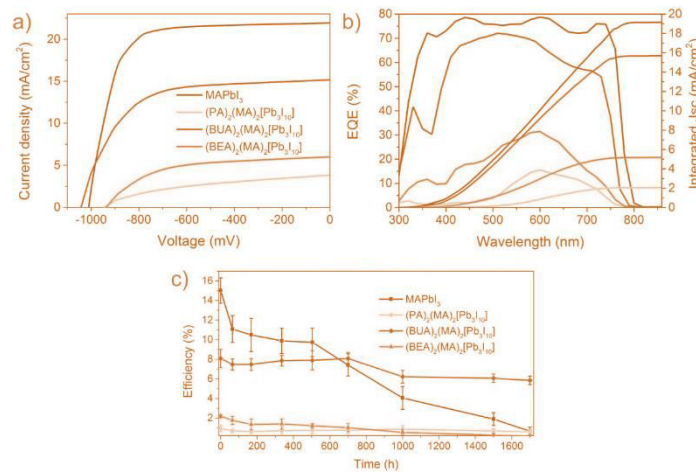 a)
Current density (mA/cm²)
20
15
10
5
0
MAPbI₃
(PA)₂(MA)₂[Pb₃I₁₀]
(BUA)₂(MA)₂[Pb₃I₁₀]
(BEA)₂(MA)₂[Pb₃I₁₀]
-1000 -800 -600 -400 -200 0
Voltage (mV)
b)
EQE (%)
80
70
60
50
40
30
20
10
0
300 400 500 600 700 800
Wavelength (nm)
20
18
16
14
12
10
8
6
4
2
0
Integrated Jsc (mA/cm²)
c)
Efficiency (%)
16
14
12
10
8
6
4
2
MAPbI₃
(PA)₂(MA)₂[Pb₃I₁₀]
(BUA)₂(MA)₂[Pb₃I₁₀]
(BEA)₂(MA)₂[Pb₃I₁₀]
0 200 400 600 800 1000 1200 1400 1600
Time (h)